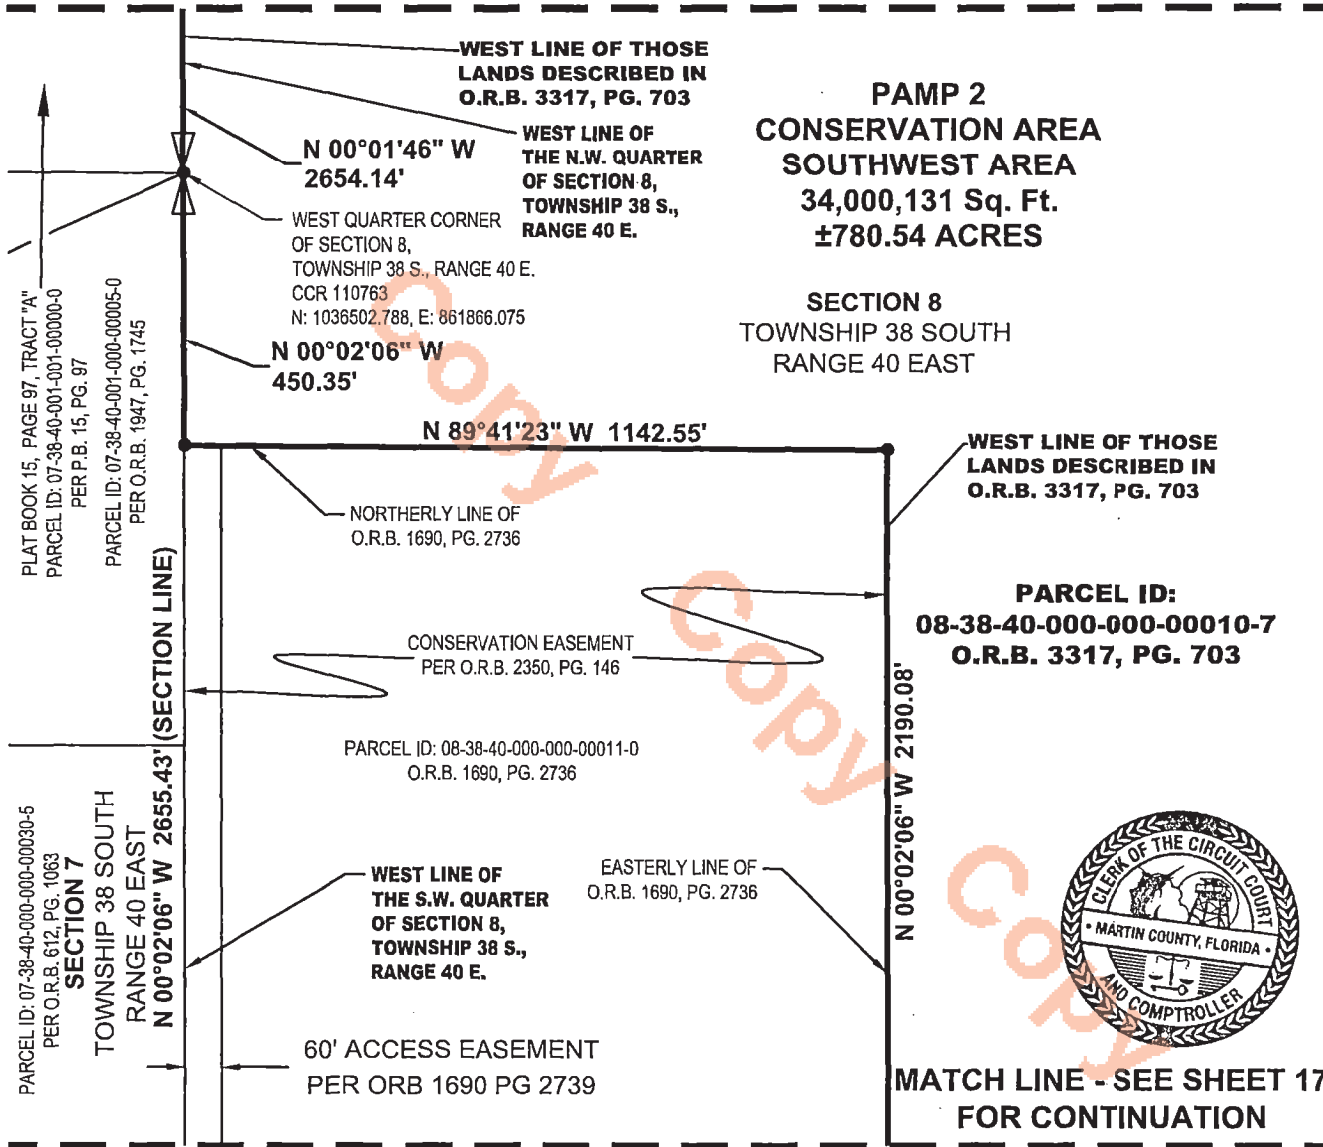 WEST LINE OF THOSE
LANDS DESCRIBED IN
O.R.B. 3317, PG. 703
PAMP 2
CONSERVATION AREA
SOUTHWEST AREA
34,000,131 Sq. Ft.
±780.54 ACRES
WEST LINE OF
THE N.W. QUARTER
OF SECTION 8,
TOWNSHIP 38 S.,
RANGE 40 E.
N 00°01'46" W
2654.14'
WEST QUARTER CORNER
OF SECTION 8,
TOWNSHIP 38 S., RANGE 40 E.
CCR 110763
N: 1036502.788, E: 861866.075
SECTION 8
TOWNSHIP 38 SOUTH
RANGE 40 EAST
N 00°02'06" W
450.35'
PLAT BOOK 15, PAGE 97, TRACT "A"
PARCEL ID: 07-38-40-001-001-00000-0
PER P.B. 15, PG. 97
PARCEL ID: 07-38-40-001-000-00005-0
PER O.R.B. 1947, PG. 1745
N 89°41'23" W 1142.55'
WEST LINE OF THOSE
LANDS DESCRIBED IN
O.R.B. 3317, PG. 703
NORTHERLY LINE OF
O.R.B. 1690, PG. 2736
PARCEL ID:
08-38-40-000-000-00010-7
O.R.B. 3317, PG. 703
CONSERVATION EASEMENT
PER O.R.B. 2350, PG. 146
PARCEL ID: 08-38-40-000-000-00011-0
O.R.B. 1690, PG. 2736
N 00°02'06" W 2655.43' (SECTION LINE)
N 00°02'06" W 2190.08'
PARCEL ID: 07-38-40-000-000-00030-5
PER O.R.B. 612, PG. 1063
SECTION 7
TOWNSHIP 38 SOUTH
RANGE 40 EAST
WEST LINE OF
THE S.W. QUARTER
OF SECTION 8,
TOWNSHIP 38 S.,
RANGE 40 E.
EASTERLY LINE OF
O.R.B. 1690, PG. 2736
60' ACCESS EASEMENT
PER ORB 1690 PG 2739
CLERK OF THE CIRCUIT COURT
• MARTIN COUNTY, FLORIDA •
AND COMPTROLLER
MATCH LINE - SEE SHEET 17
FOR CONTINUATION
Copy
Copy
Copy